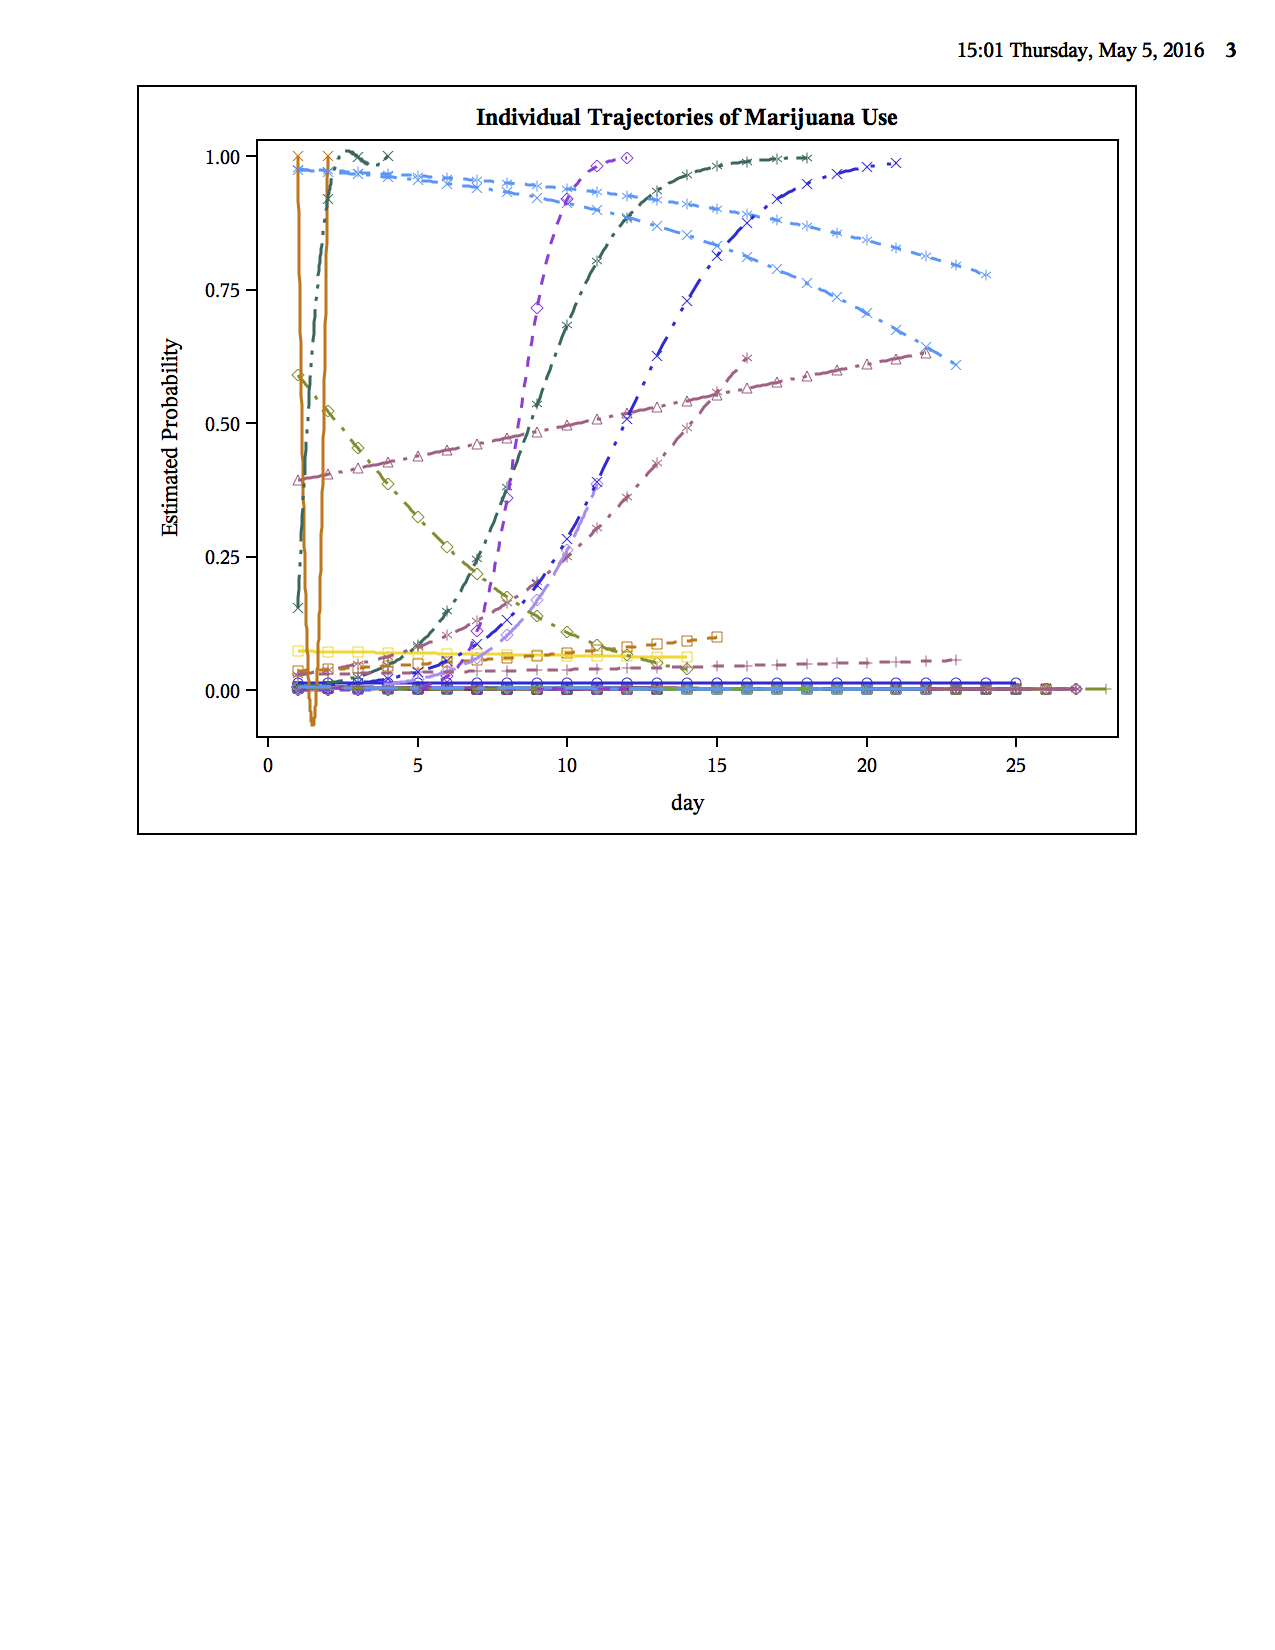 15:01 Thursday, May 5, 2016 3
Individual Trajectories of Marijuana Use
1.00
0.75
0.50
0.25
0.00
Estimated Probability
0 5 10 15 20 25
day